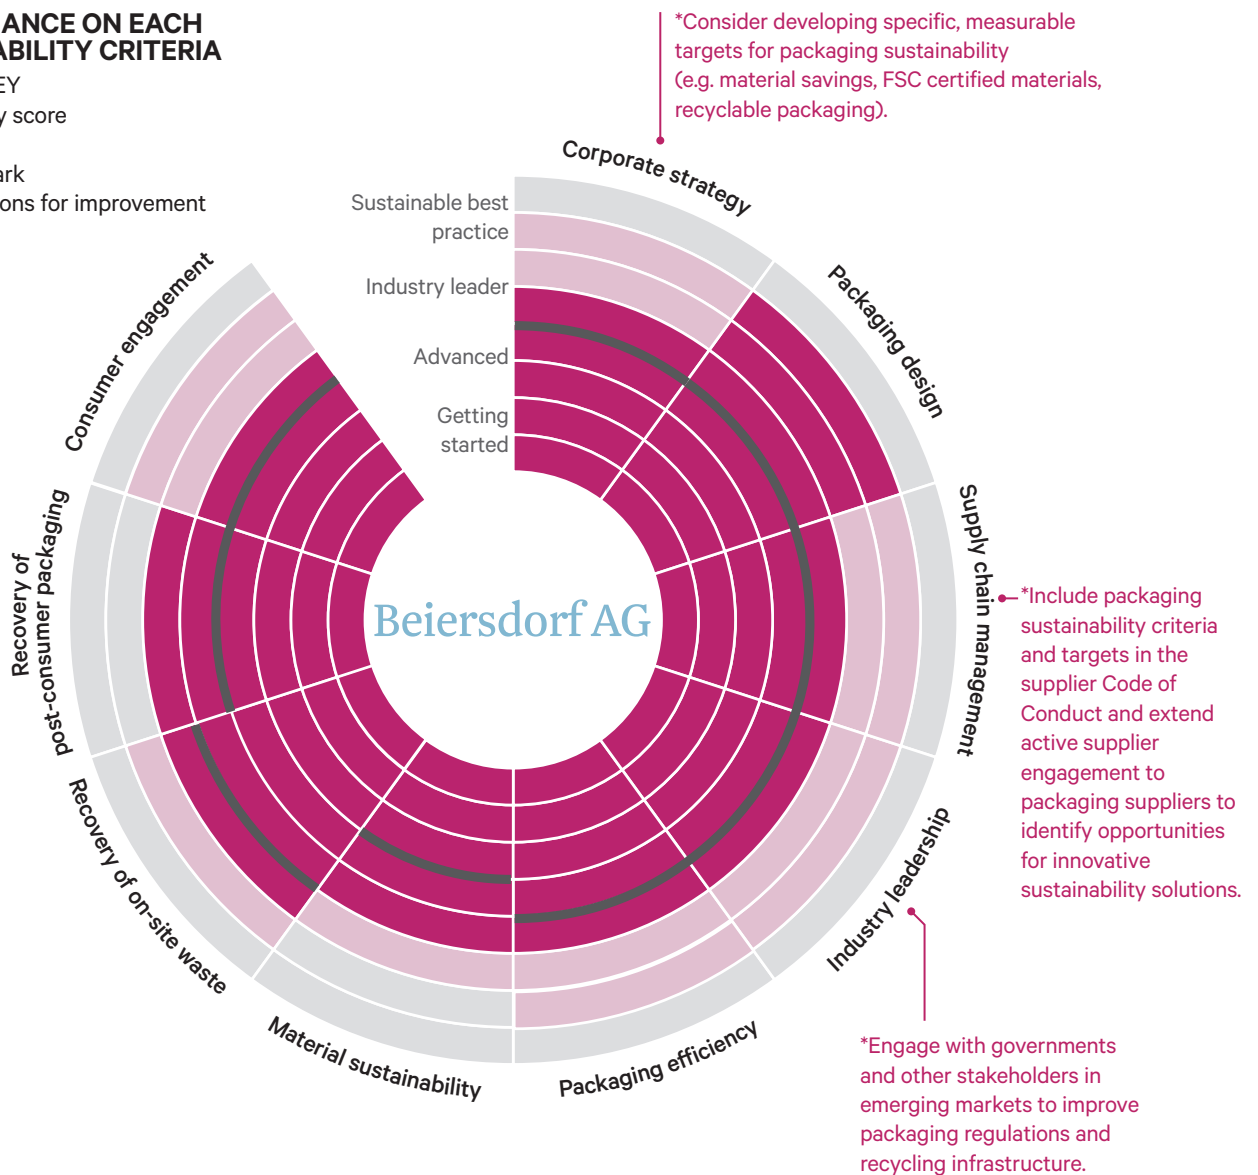 ANCE ON EACH
ABILITY CRITERIA
EY
y score
ark
ons for improvement
*Consider developing specific, measurable
targets for packaging sustainability
(e.g. material savings, FSC certified materials,
recyclable packaging).
Corporate strategy
Packaging design
Supply chain management
Industry leadership
Packaging efficiency
Material sustainability
Recovery of on-site waste
Recovery of
post-consumer packaging
Consumer engagement
Sustainable best
practice
Industry leader
Advanced
Getting
started
Beiersdorf AG
*Include packaging
sustainability criteria
and targets in the
supplier Code of
Conduct and extend
active supplier
engagement to
packaging suppliers to
identify opportunities
for innovative
sustainability solutions.
*Engage with governments
and other stakeholders in
emerging markets to improve
packaging regulations and
recycling infrastructure.